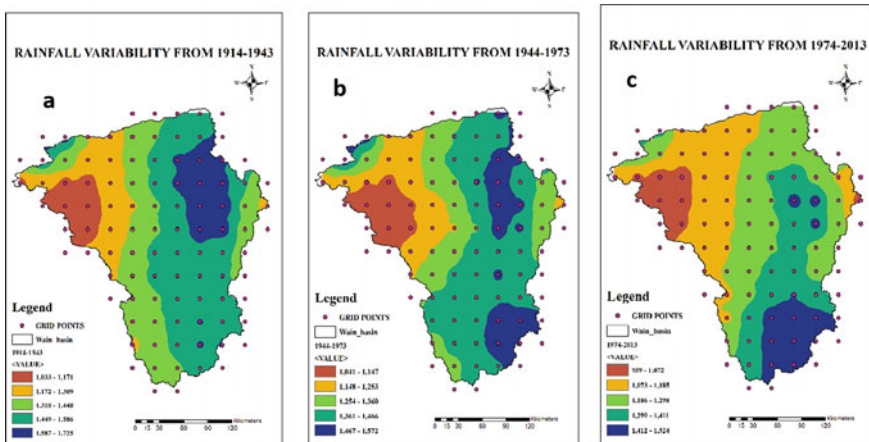 RAINFALL VARIABILITY FROM 1914-1943
a
Legend
GRID POINTS
Wain_basin
1914-1943
<VALUE>
1,033 - 1,171
1,172 - 1,309
1,310 - 1,448
1,449 - 1,586
1,587 - 1,725
0 15 30 60 90 120
Kilometers
RAINFALL VARIABILITY FROM 1944-1973
b
Legend
GRID POINTS
Wain_basin
1944-1973
<VALUE>
1,041 - 1,147
1,148 - 1,253
1,254 - 1,360
1,361 - 1,466
1,467 - 1,572
0 15 30 60 90 120
Kilometers
RAINFALL VARIABILITY FROM 1974-2013
c
Legend
GRID POINTS
Wain_basin
1974-2013
<VALUE>
959 - 1,072
1,073 - 1,185
1,186 - 1,298
1,299 - 1,411
1,412 - 1,524
0 15 30 60 90 120
Kilometers